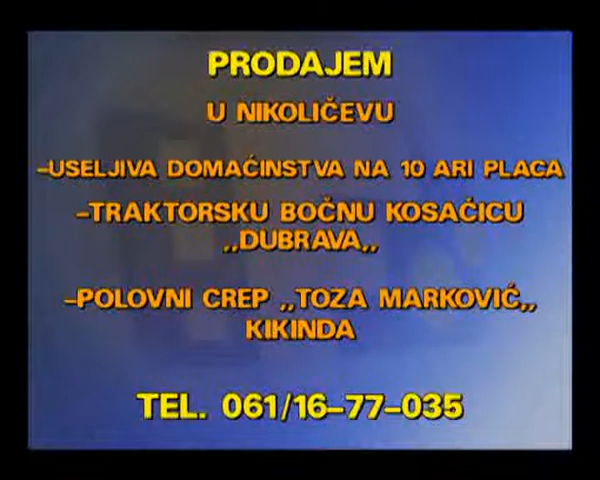 PRODAJEM
U NIKOLIČEVU
-USELJIVA DOMAĆINSTVA NA 10 ARI PLACA
-TRAKTORSKU BOČNU KOSAČICU
,,DUBRAVA,,
-POLOVNI CREP ,,TOZA MARKOVIĆ,,
KIKINDA
TEL. 061/16-77-035